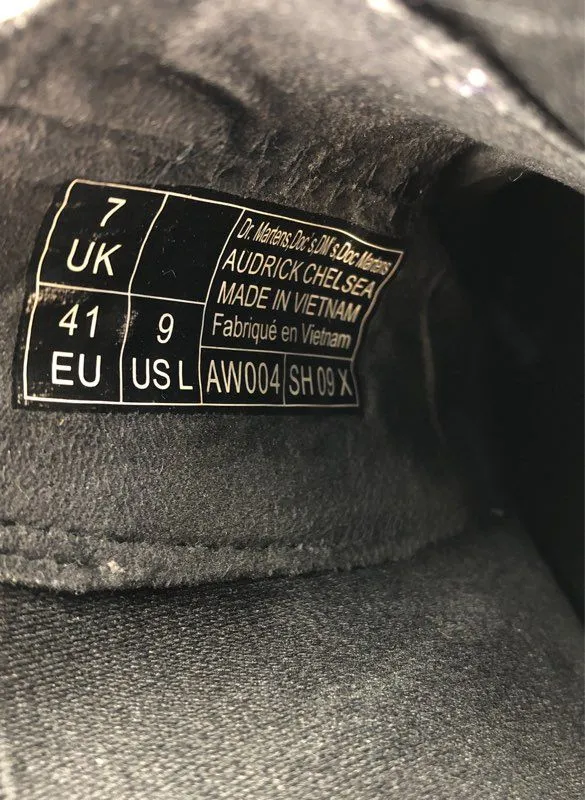 7
UK
41
EU
9
US L
Dr. Martens,Doc's,DM's,Doc Martens
AUDRICK CHELSEA
MADE IN VIETNAM
Fabriqué en Vietnam
AW004
SH 09 X